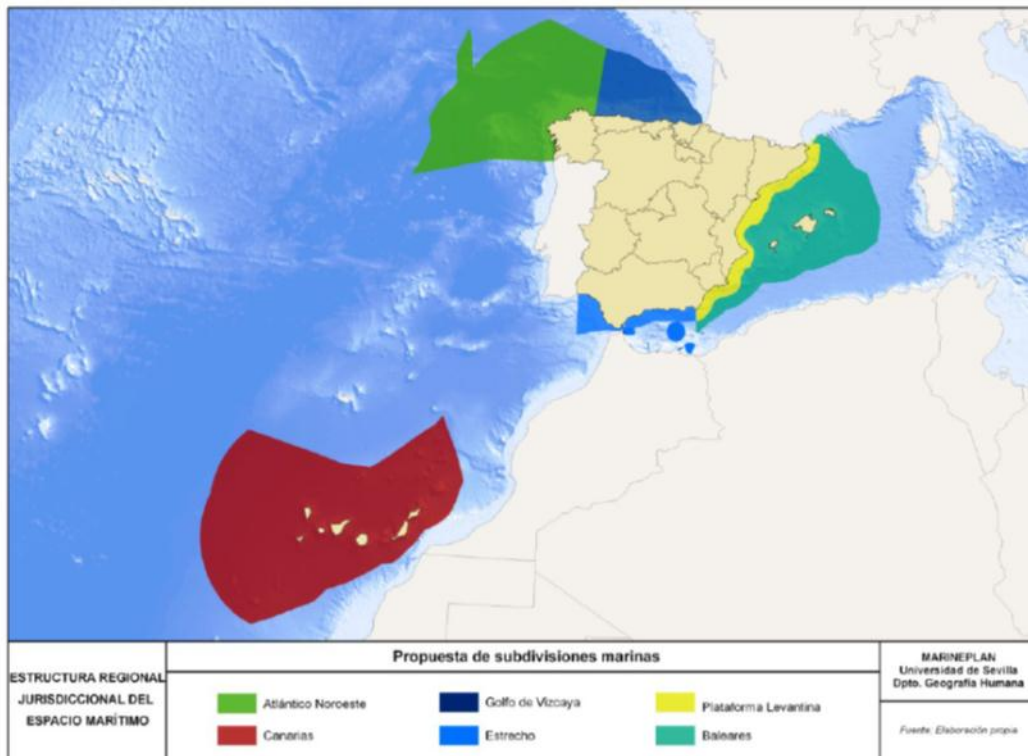 ESTRUCTURA REGIONAL
JURISDICCIONAL DEL
ESPACIO MARÍTIMO
Propuesta de subdivisiones marinas
Atlántico Noroeste
Golfo de Vizcaya
Plataforma Levantina
Canarias
Estrecho
Baleares
MARINEPLAN
Universidad de Sevilla
Dpto. Geografía Humana
Fuente: Elaboración propia